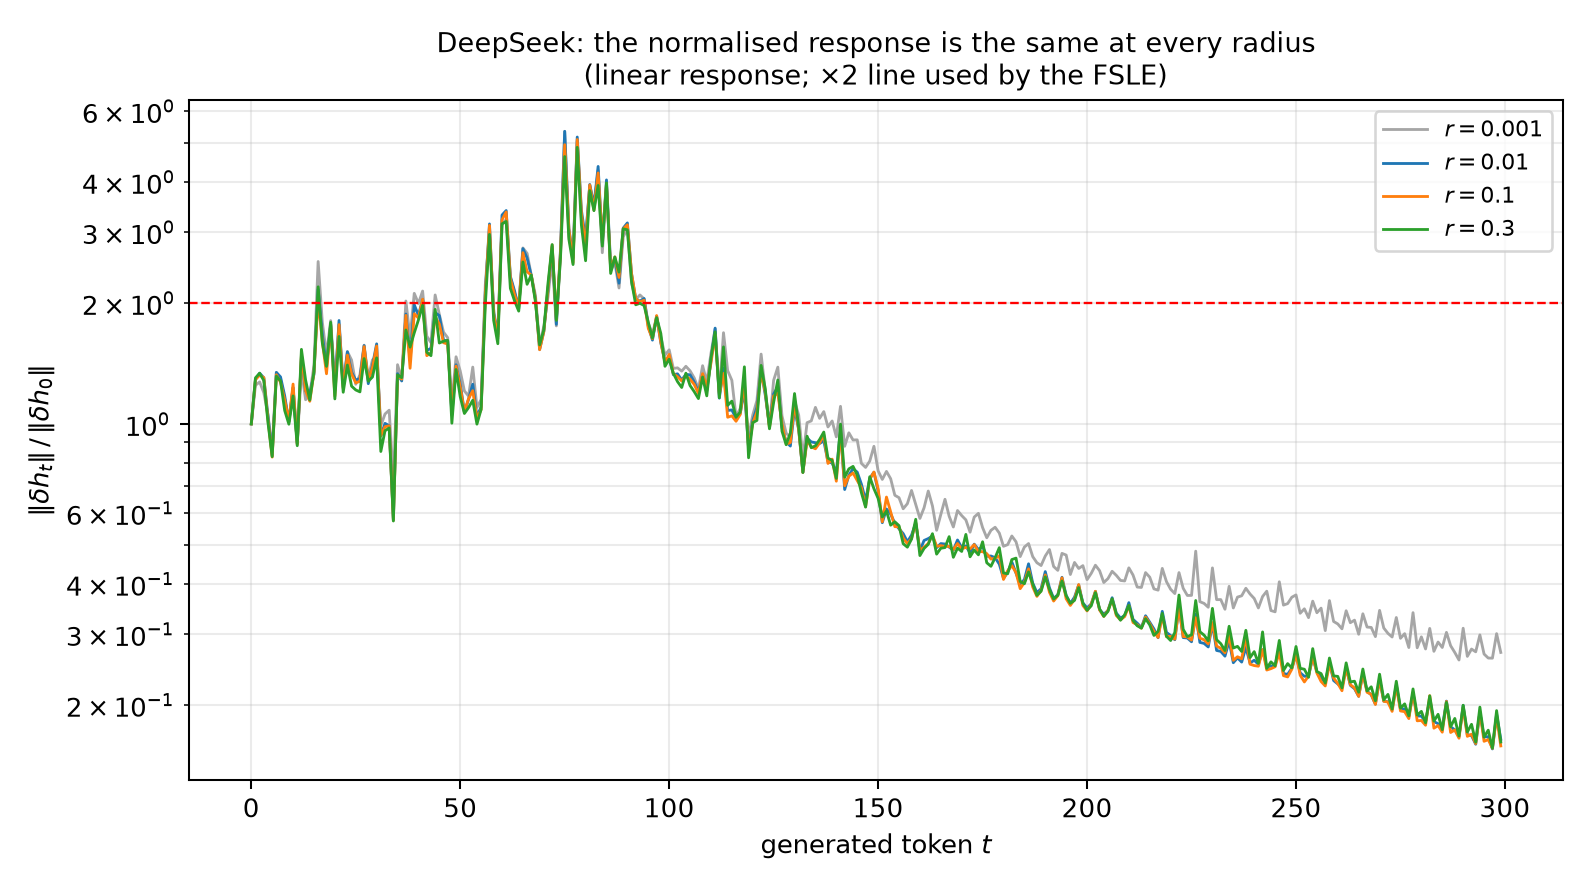 DeepSeek: the normalised response is the same at every radius
(linear response; ×2 line used by the FSLE)
6 × 10⁰
4 × 10⁰
3 × 10⁰
2 × 10⁰
10⁰
6 × 10⁻¹
4 × 10⁻¹
3 × 10⁻¹
2 × 10⁻¹
‖δhₜ‖ / ‖δh₀‖
r = 0.001
r = 0.01
r = 0.1
r = 0.3
0 50 100 150 200 250 300
generated token t